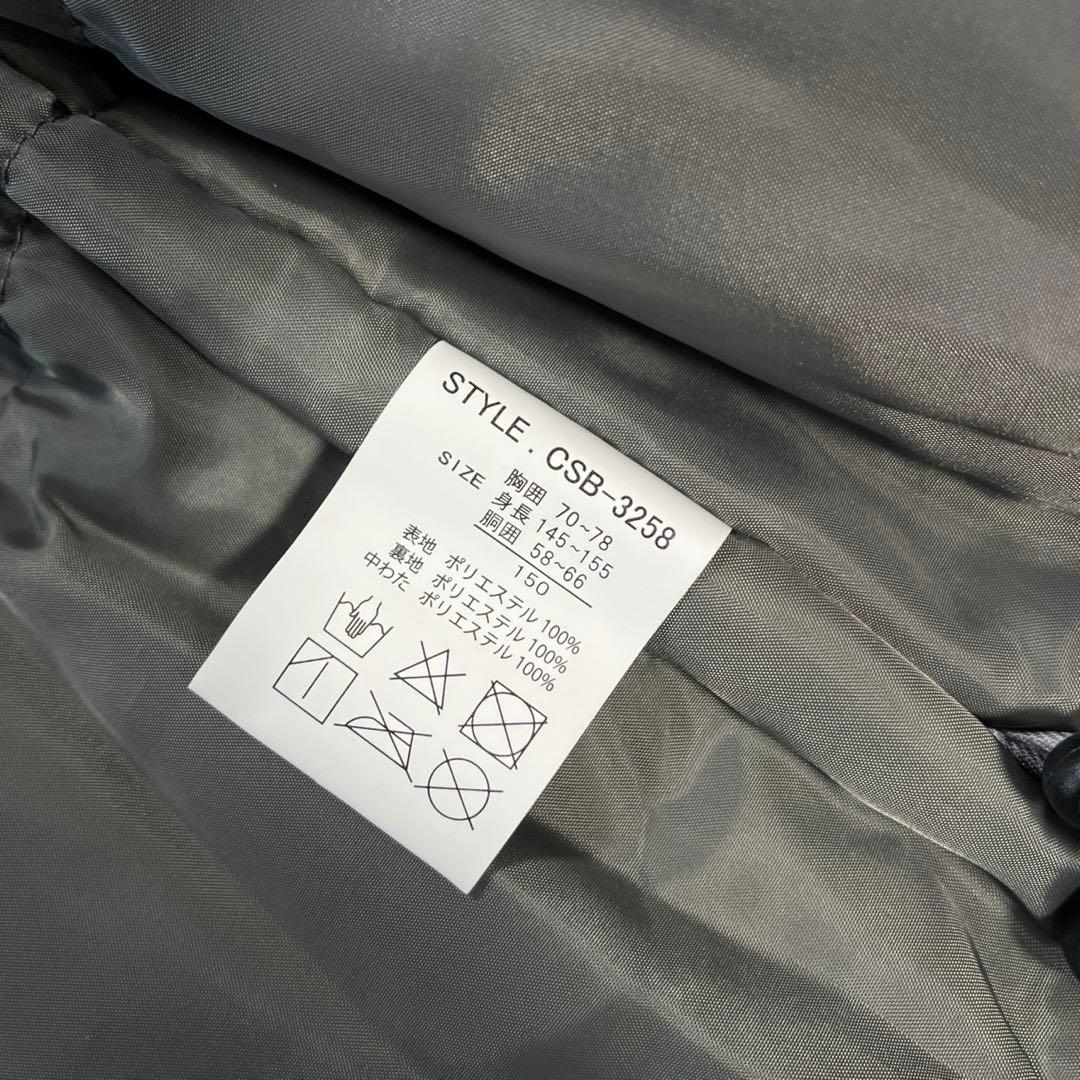 STYLE . CSB-3258
SIZE 胸囲 70~78
身長 145~155
胴囲 58~66
150
表地 ポリエステル 100%
裏地 ポリエステル 100%
中わた ポリエステル 100%